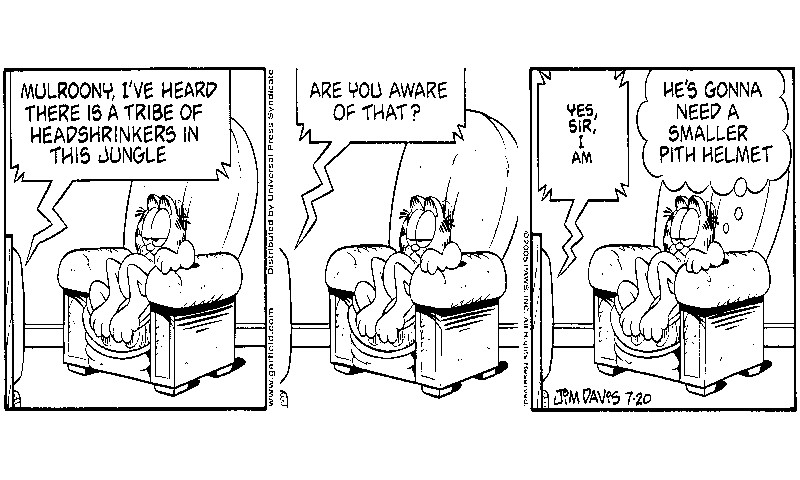 MULROONY, I'VE HEARD
THERE IS A TRIBE OF
HEADSHRINKERS IN
THIS JUNGLE
www.garfield.com
Distributed by Universal Press Syndicate
ARE YOU AWARE
OF THAT?
YES,
SIR,
I
AM
HE'S GONNA
NEED A
SMALLER
PITH HELMET
JIM DAVIS 7-20